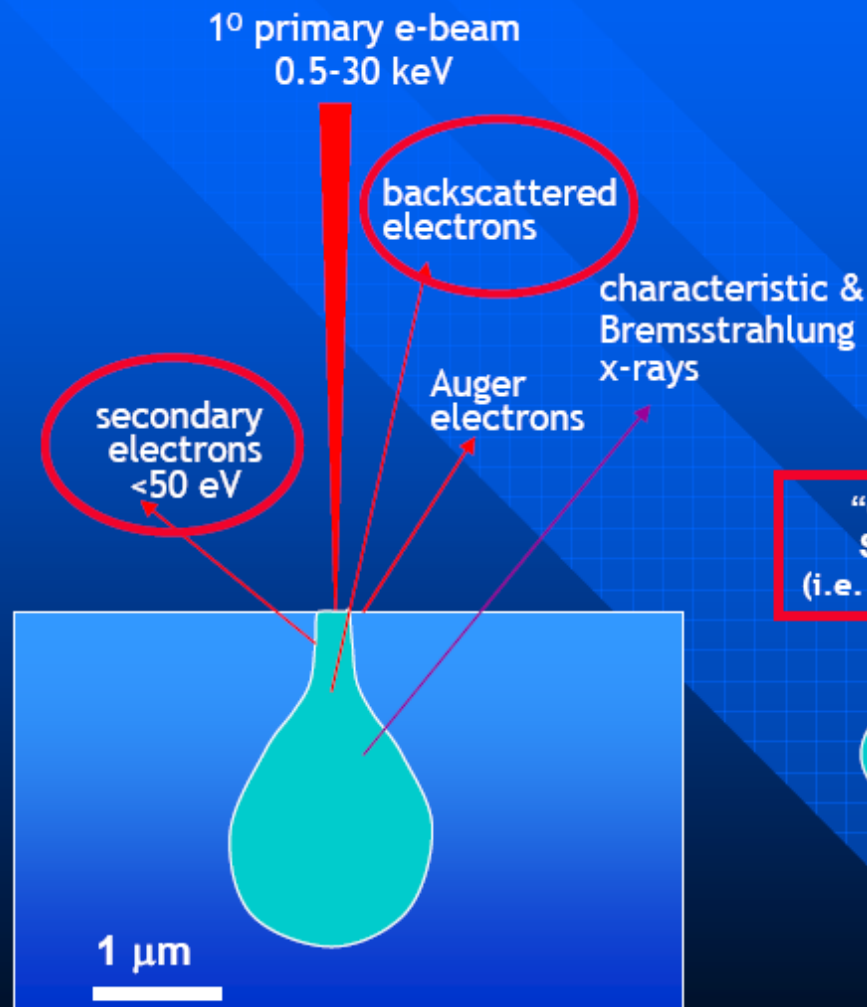 1º primary e-beam
0.5-30 keV
backscattered
electrons
characteristic &
Bremsstrahlung
x-rays
Auger
electrons
secondary
electrons
<50 eV
“
S
(i.e.
1 μm